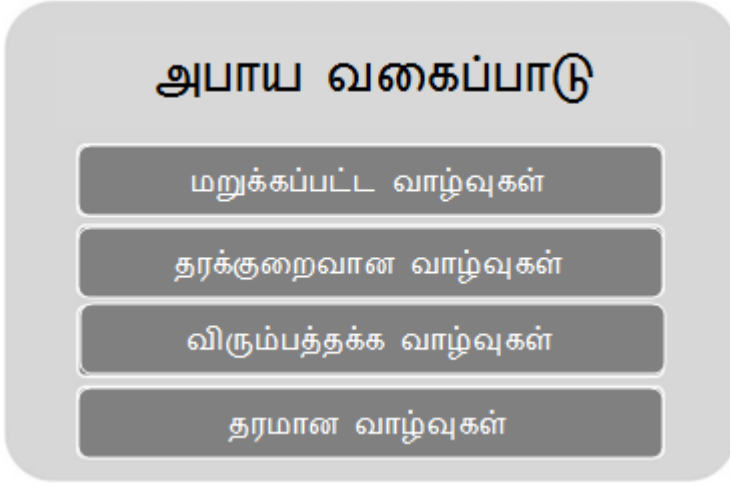 அபாய வகைப்பாடு
மறுக்கப்பட்ட வாழ்வுகள்
தரக்குறைவான வாழ்வுகள்
விரும்பத்தக்க வாழ்வுகள்
தரமான வாழ்வுகள்